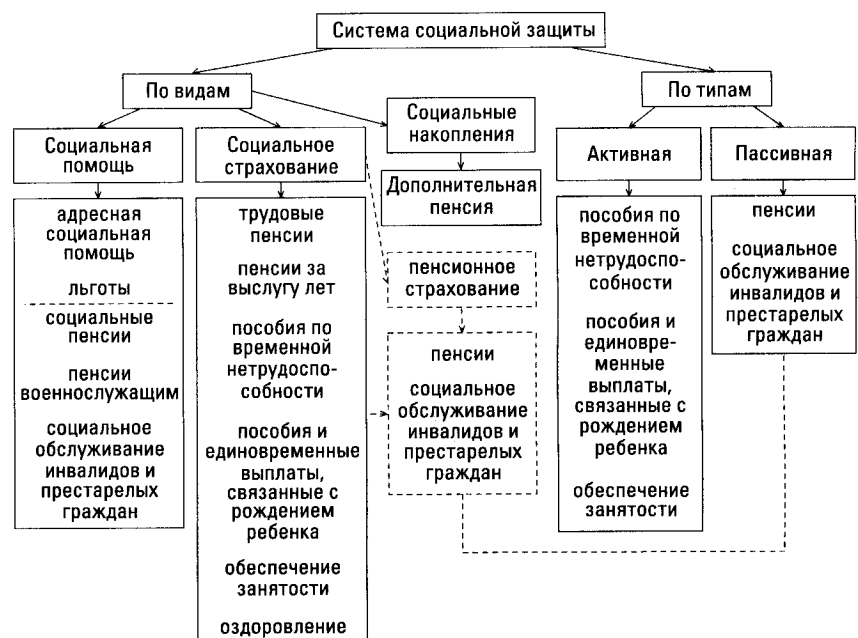 Система социальной защиты
По видам
По типам
Социальные
накопления
Социальная
помощь
Социальное
страхование
Активная
Пассивная
Дополнительная
пенсия
адресная
социальная
помощь
льготы
социальные
пенсии
пенсии
военнослужащим
социальное
обслуживание
инвалидов и
престарелых
граждан
трудовые
пенсии
пенсии за
выслугу лет
пособия по
временной
нетрудоспо-
собности
пособия и
единовременные
выплаты,
связанные с
рождением
ребенка
обеспечение
занятости
оздоровление
пенсионное
страхование
пенсии
социальное
обслуживание
инвалидов и
престарелых
граждан
пособия по
временной
нетрудоспо-
собности
пособия и
единовре-
менные
выплаты,
связанные с
рождением
ребенка
обеспечение
занятости
пенсии
социальное
обслуживание
инвалидов и
престарелых
граждан